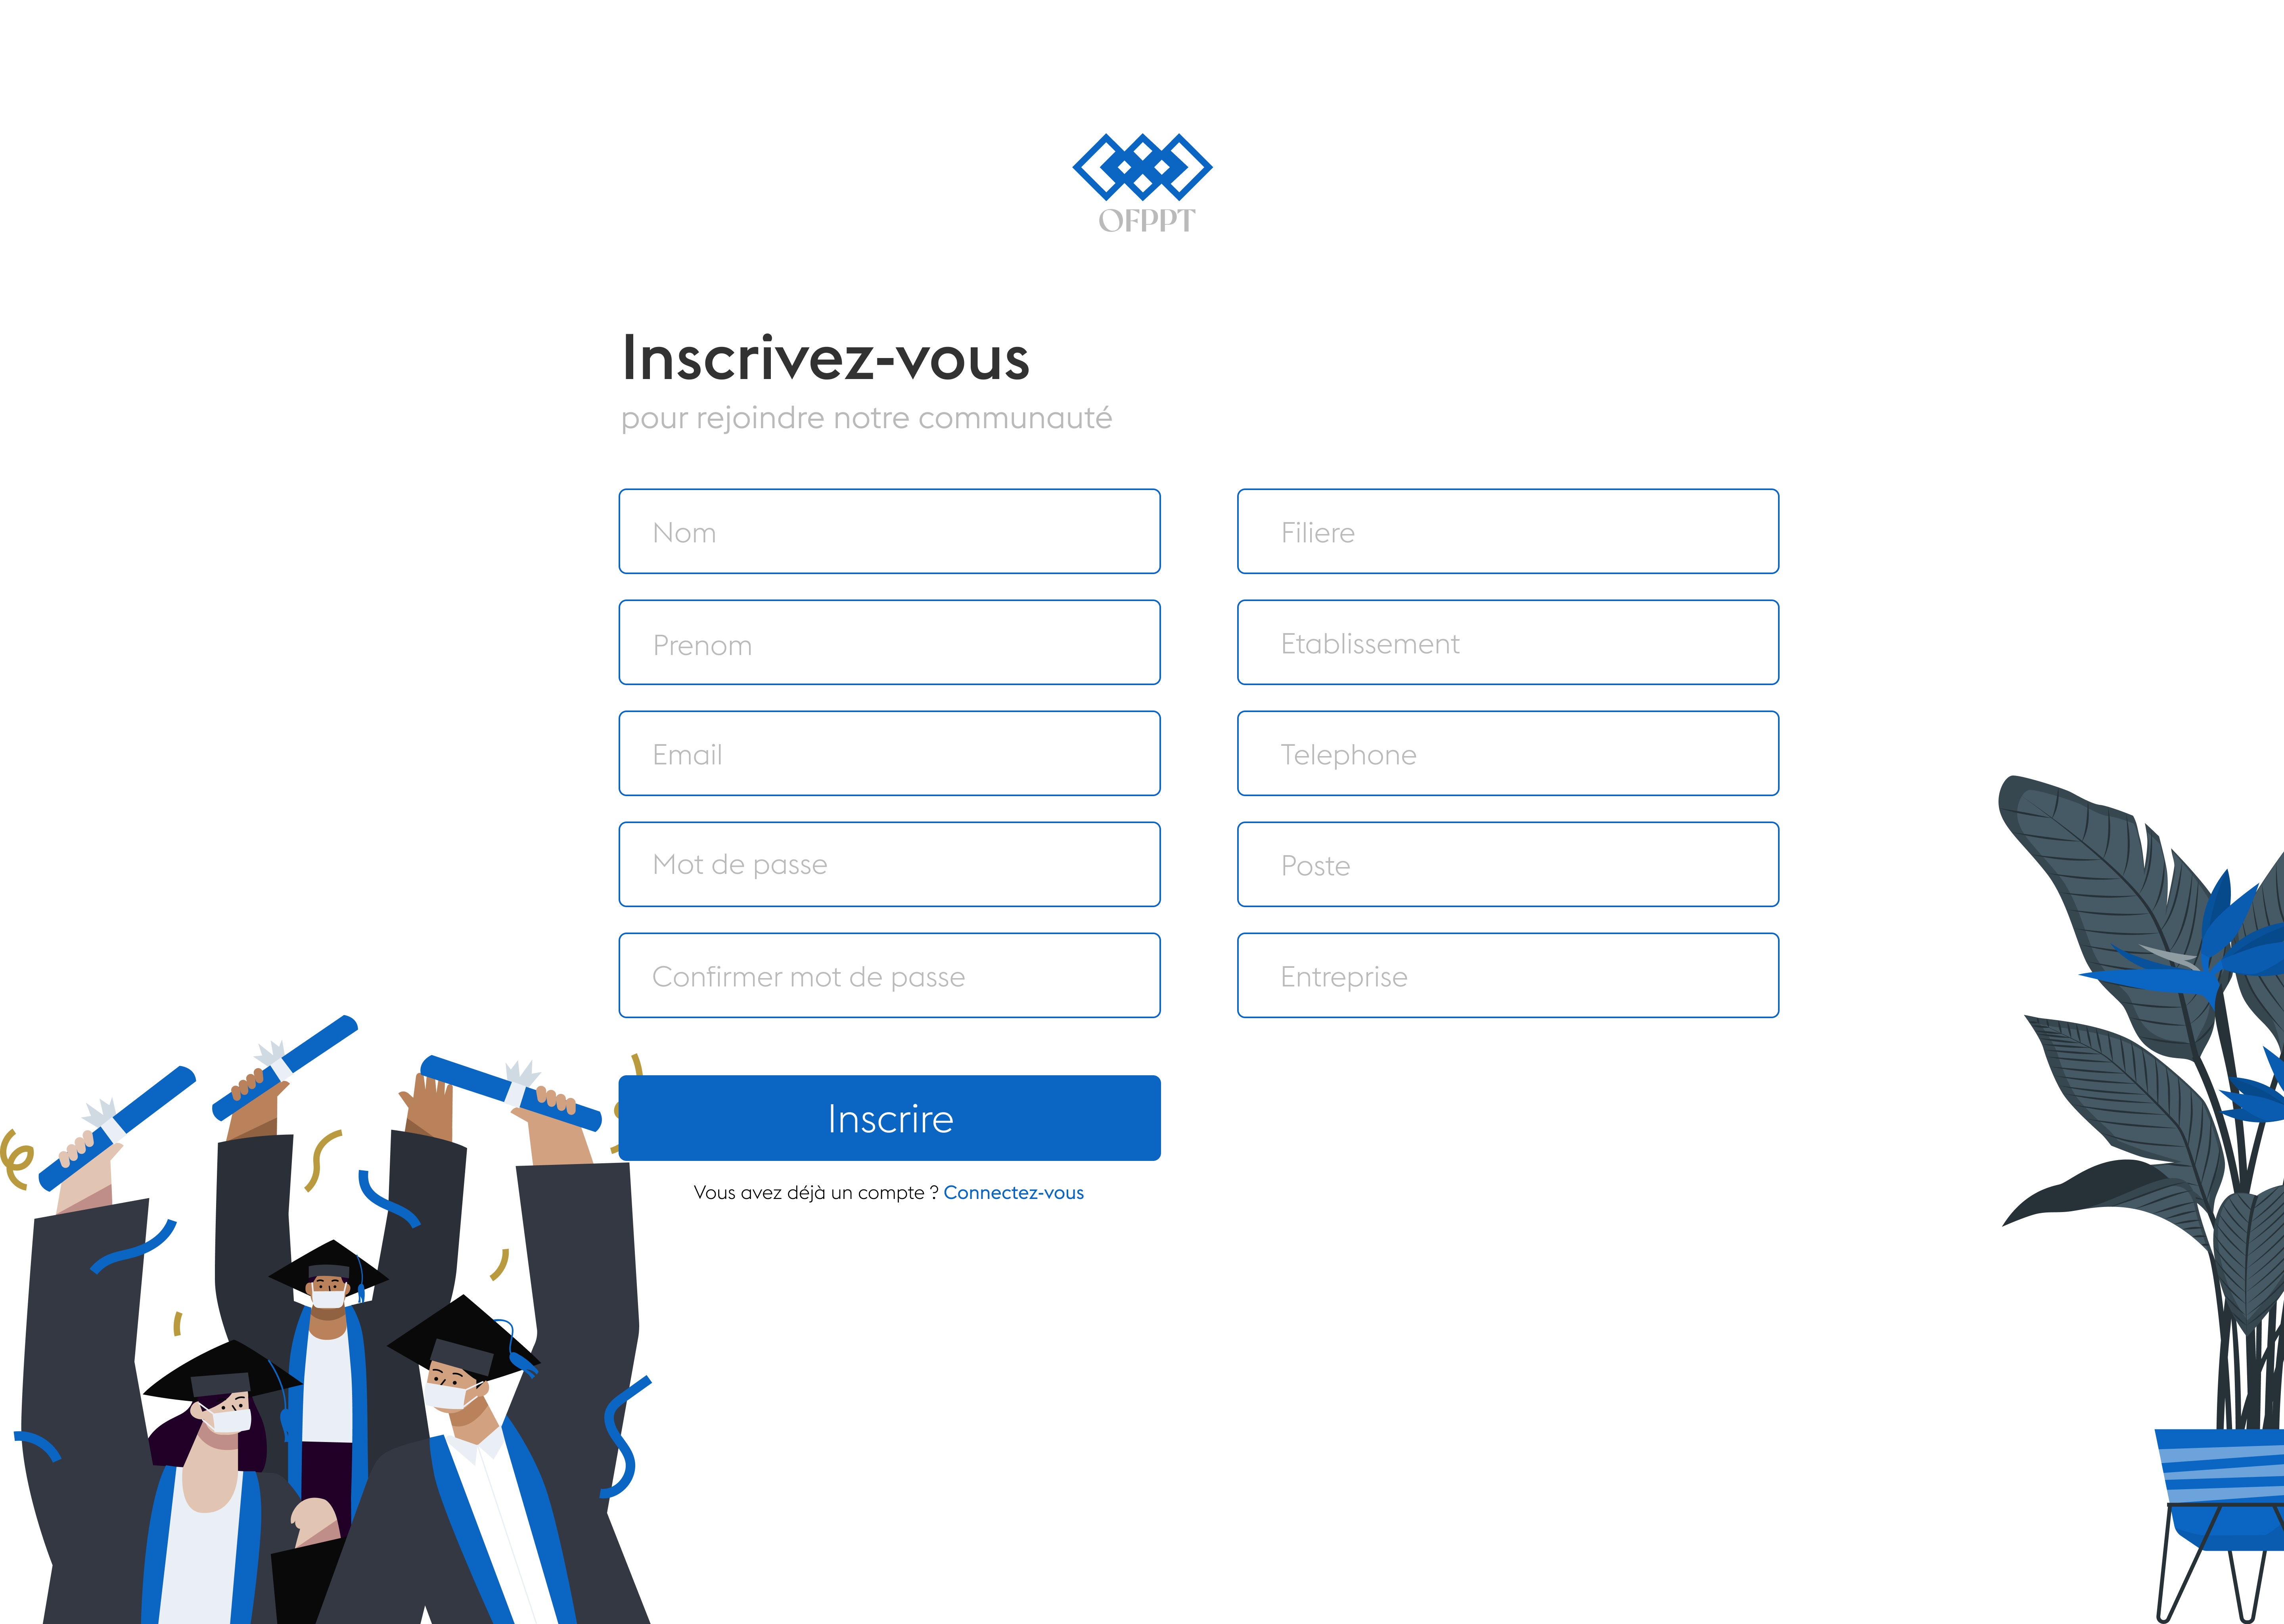 OFPPT
Inscrivez-vous
pour rejoindre notre communauté
Nom
Filiere
Prenom
Etablissement
Email
Telephone
Mot de passe
Poste
Confirmer mot de passe
Entreprise
Inscrire
Vous avez déjà un compte ? Connectez-vous